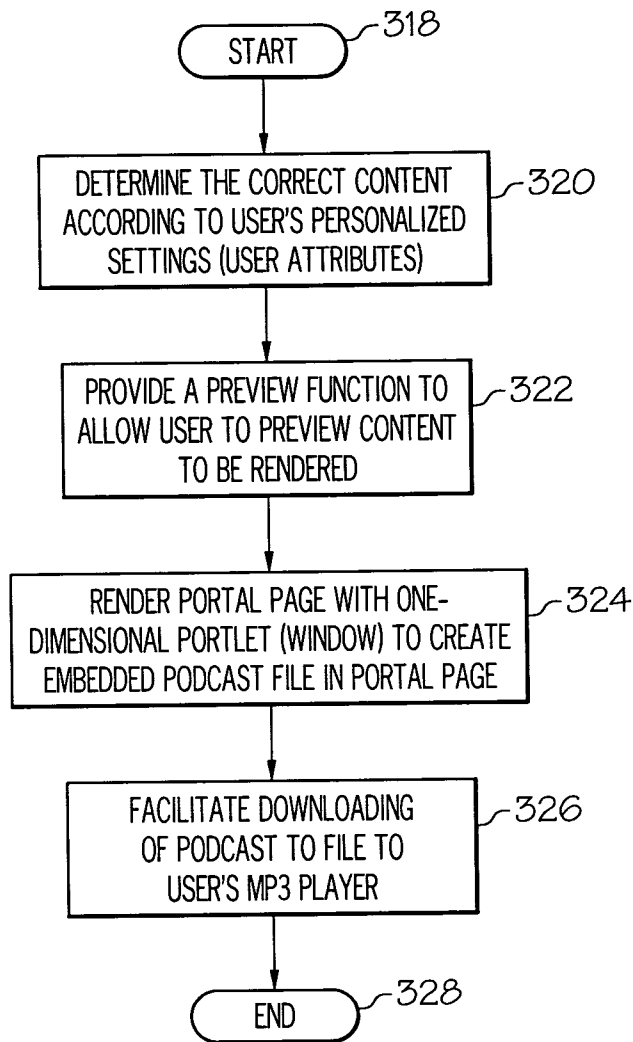 START
318
DETERMINE THE CORRECT CONTENT
ACCORDING TO USER'S PERSONALIZED
SETTINGS (USER ATTRIBUTES)
320
PROVIDE A PREVIEW FUNCTION TO
ALLOW USER TO PREVIEW CONTENT
TO BE RENDERED
322
RENDER PORTAL PAGE WITH ONE-
DIMENSIONAL PORTLET (WINDOW) TO CREATE
EMBEDDED PODCAST FILE IN PORTAL PAGE
324
FACILITATE DOWNLOADING
OF PODCAST TO FILE TO
USER'S MP3 PLAYER
326
END
328